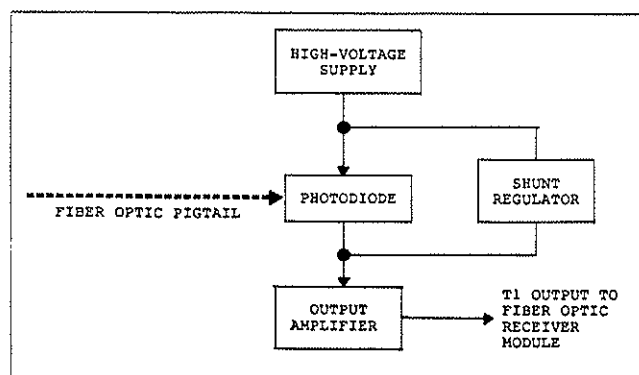 HIGH-VOLTAGE
SUPPLY
PHOTODIODE
SHUNT
REGULATOR
FIBER OPTIC PIGTAIL
OUTPUT
AMPLIFIER
T1 OUTPUT TO
FIBER OPTIC
RECEIVER
MODULE